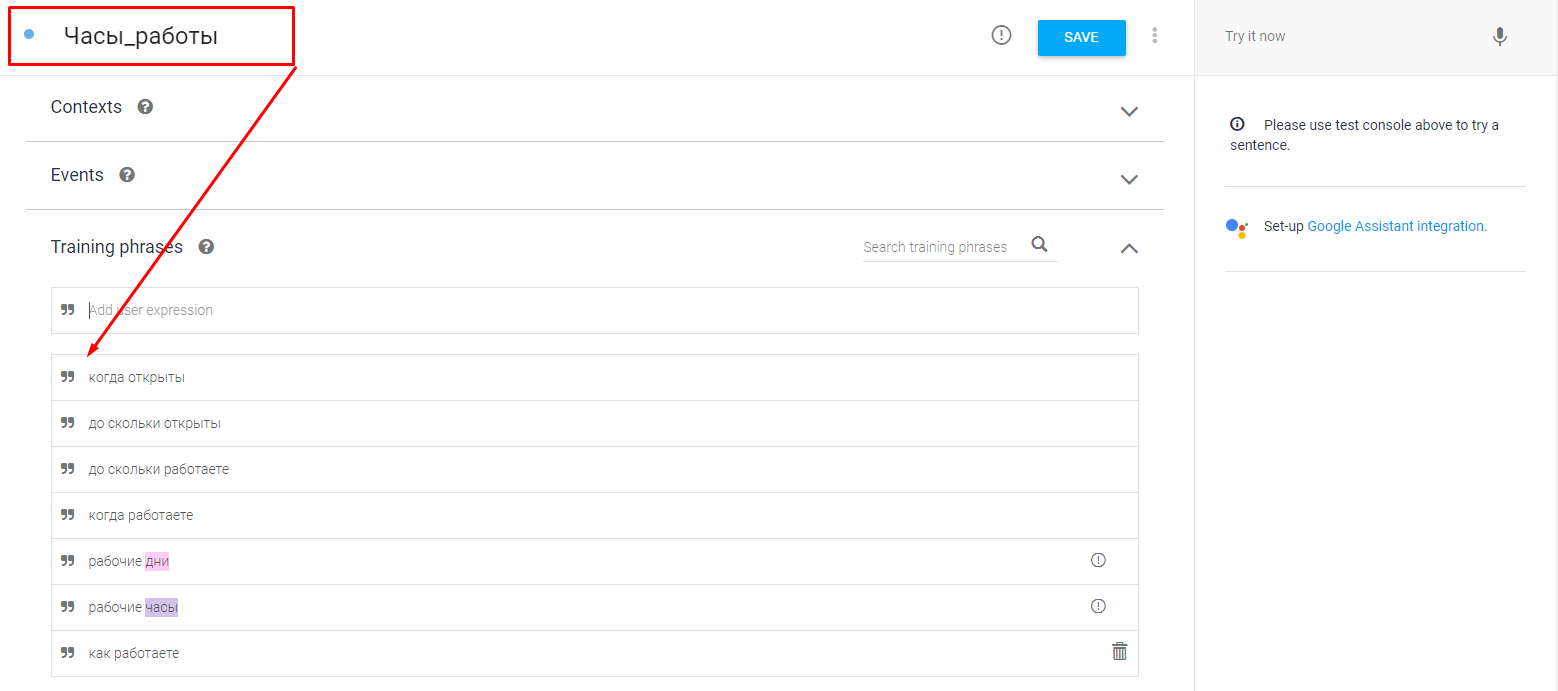 Часы_работы
SAVE
Try it now
Contexts
Please use test console above to try a
sentence.
Events
Set-up Google Assistant integration.
Training phrases
Search training phrases
Add user expression
когда открыты
до скольки открыты
до скольки работаете
когда работаете
рабочие дни
рабочие часы
как работаете